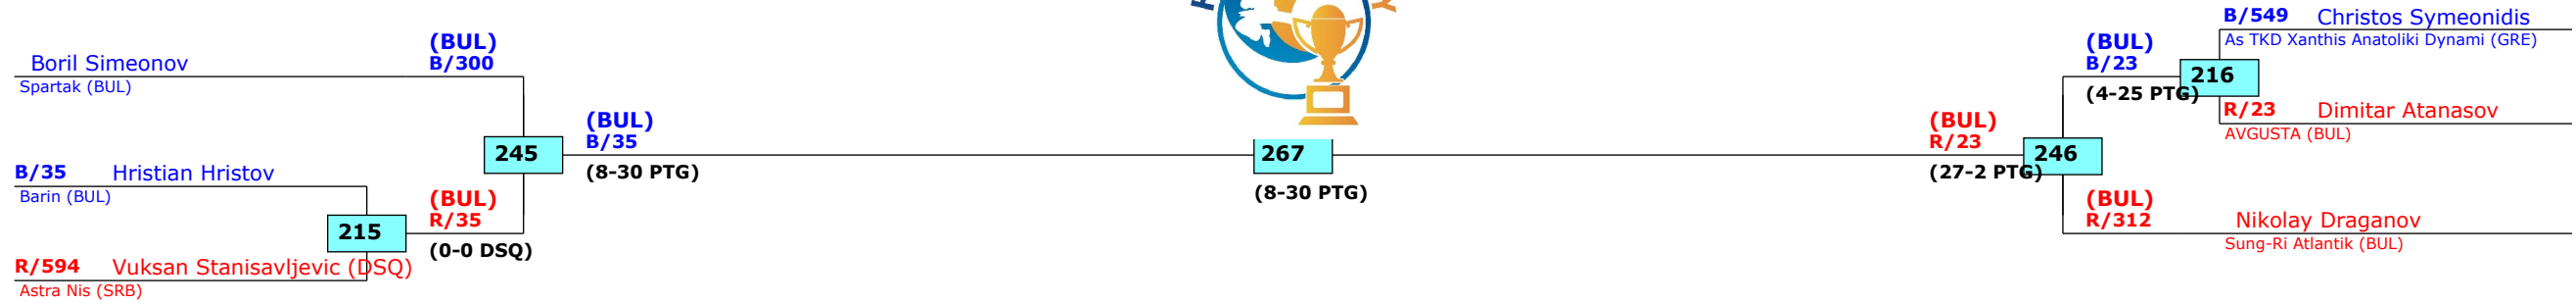 Boril Simeonov
Spartak (BUL)
(BUL)
B/300
245
B/35 Hristian Hristov
Barin (BUL)
215
(BUL)
R/35
(0-0 DSQ)
R/594 Vuksan Stanisavljevic (DSQ)
Astra Nis (SRB)
(BUL)
B/35
(8-30 PTG)
267
(8-30 PTG)
(BUL)
R/23
(27-2 PTG)
246
(BUL)
B/23
(4-25 PTG)
216
B/549 Christos Symeonidis
As TKD Xanthis Anatoliki Dynami (GRE)
R/23 Dimitar Atanasov
AVGUSTA (BUL)
(BUL)
R/312
Nikolay Draganov
Sung-Ri Atlantik (BUL)